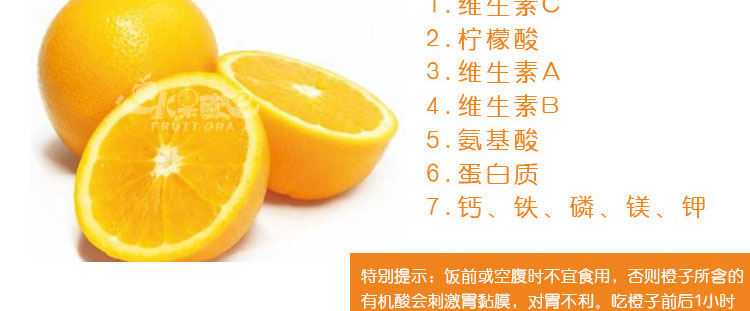 1.维生素C
2.柠檬酸
3.维生素A
4.维生素B
5.氨基酸
6.蛋白质
7.钙、铁、磷、镁、钾
水果欧巴
FRUIT OBA
特别提示：饭前或空腹时不宜食用，否则橙子所含的
有机酸会刺激胃黏膜，对胃不利。吃橙子前后1小时